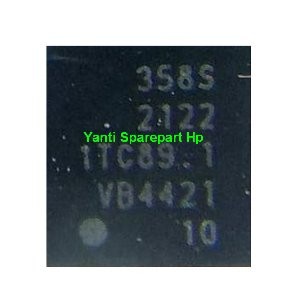 358S
2122
Yanti Sparepart Hp
1TC89.1
VB4421
10